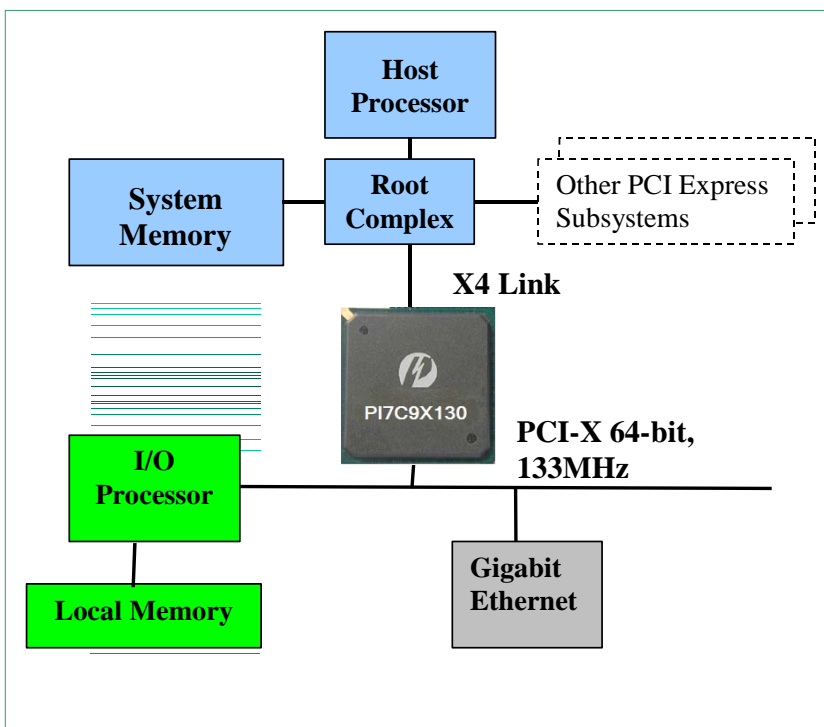 Host
Processor
System
Memory
Root
Complex
Other PCI Express
Subsystems
X4 Link
PI7C9X130
PCI-X 64-bit,
133MHz
I/O
Processor
Local Memory
Gigabit
Ethernet